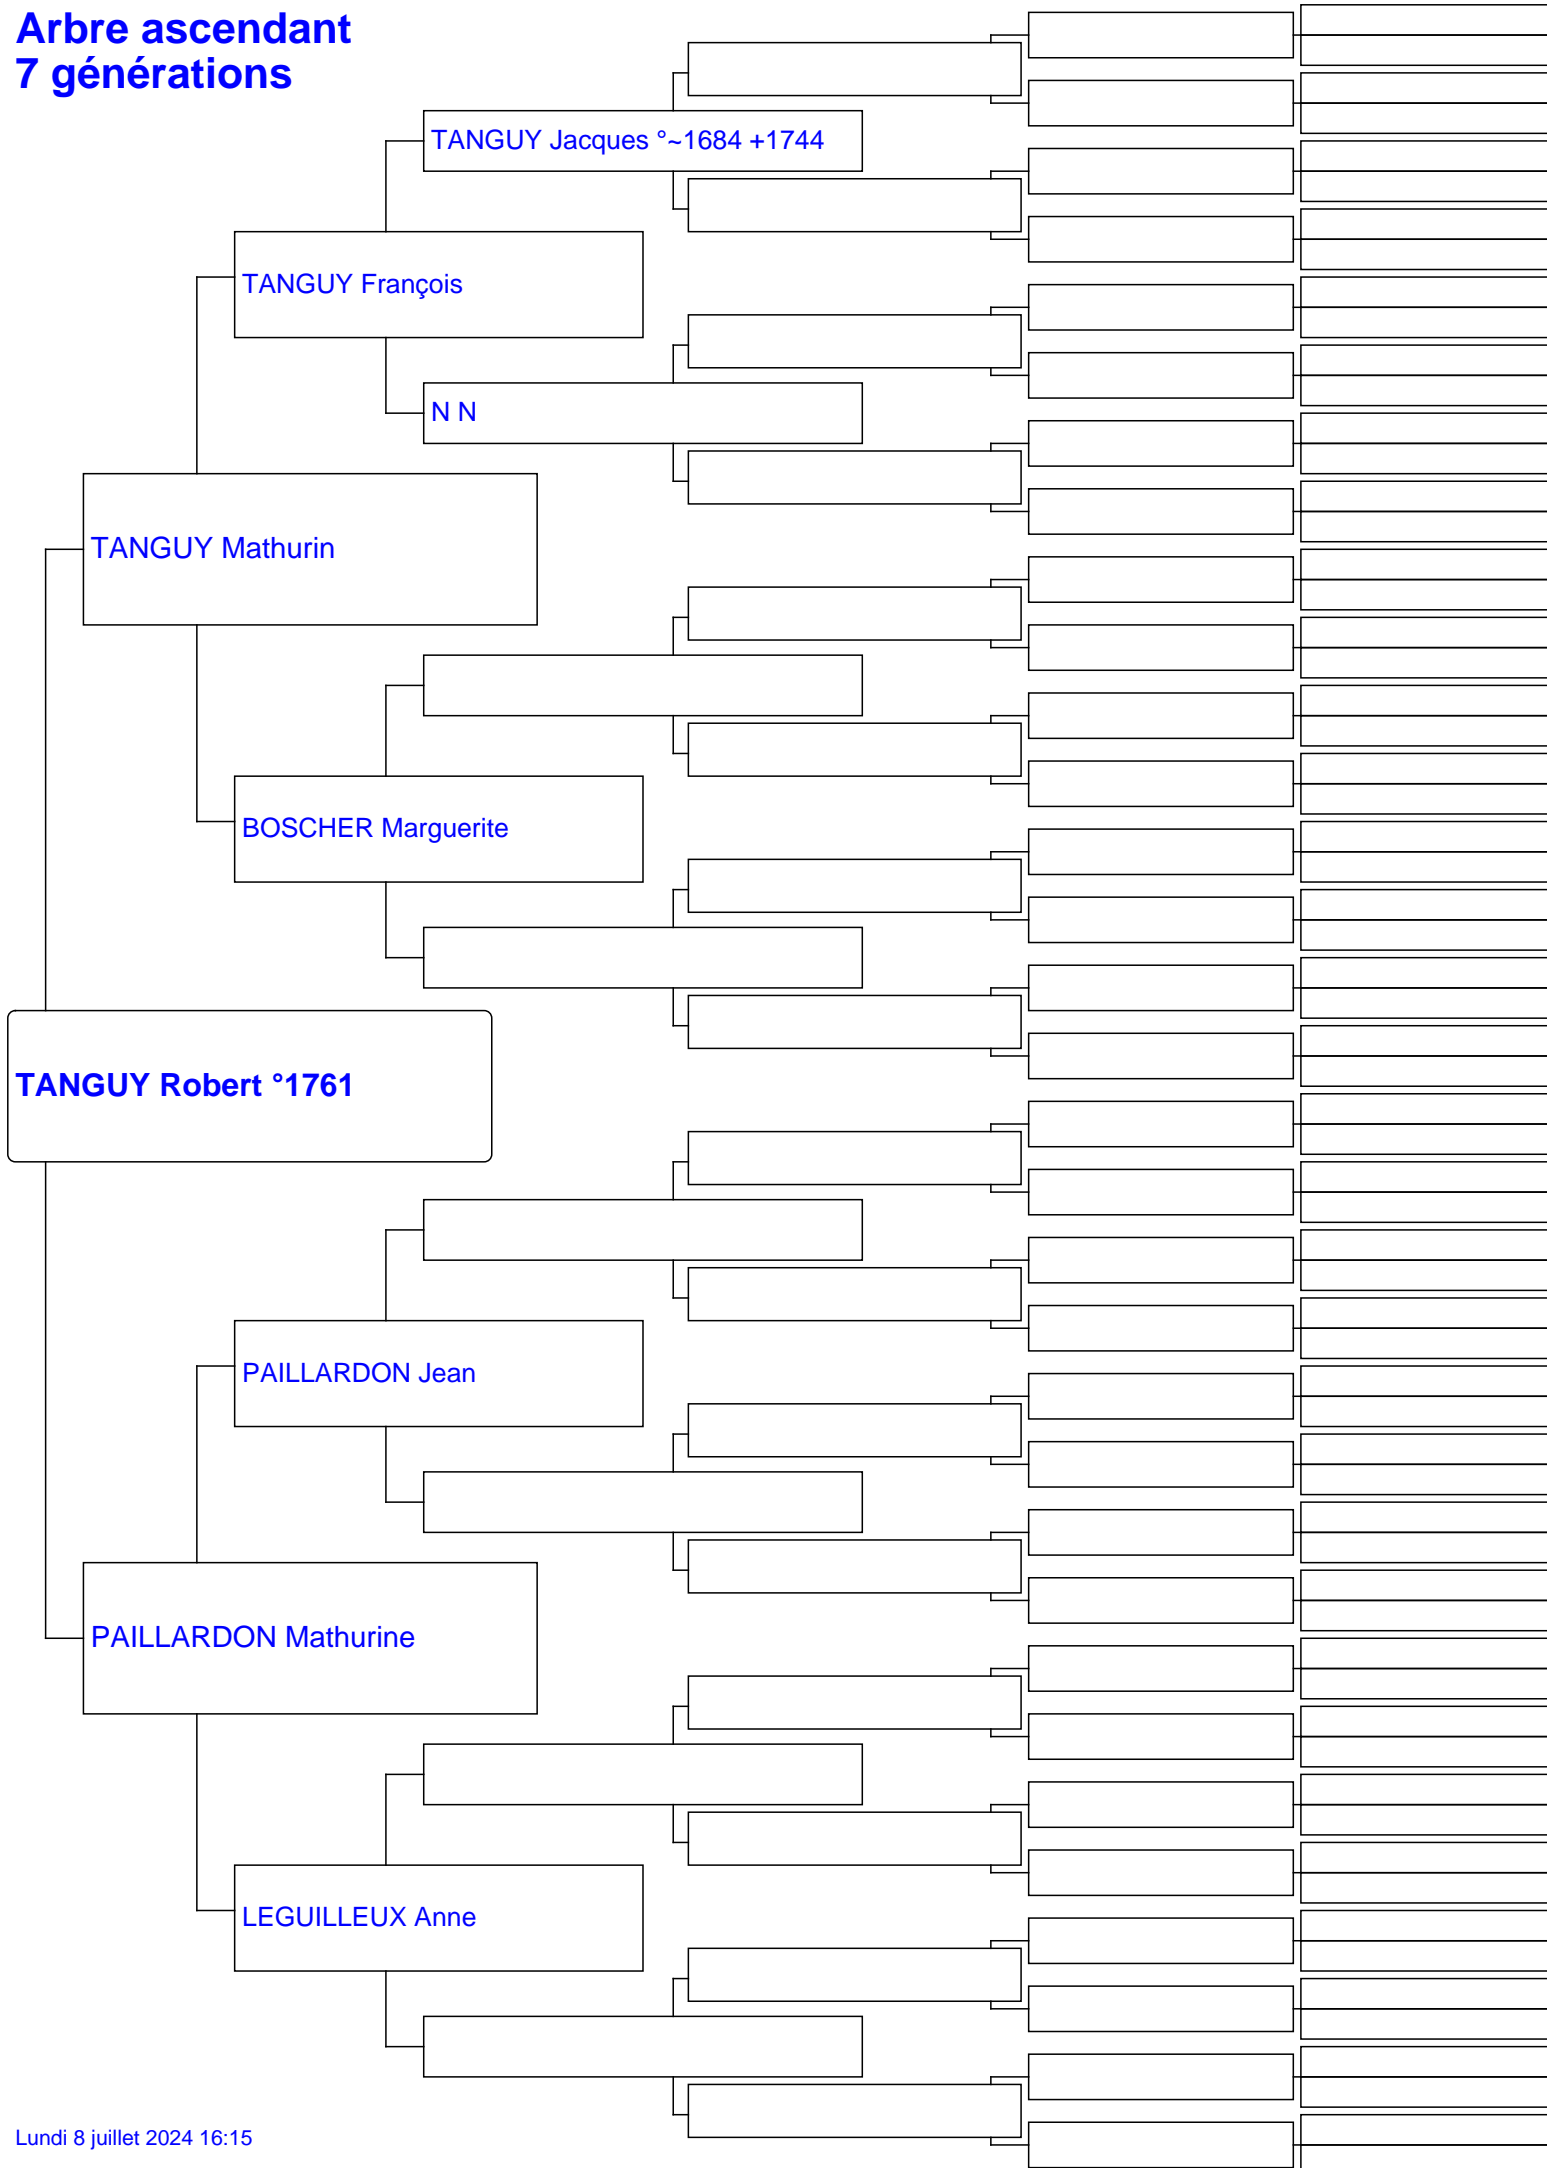 Arbre ascendant
7 générations
TANGUY Jacques °~1684 +1744
TANGUY François
N N
TANGUY Mathurin
BOSCHER Marguerite
TANGUY Robert °1761
PAILLARDON Jean
PAILLARDON Mathurine
LEGUILLEUX Anne
Lundi 8 juillet 2024 16:15